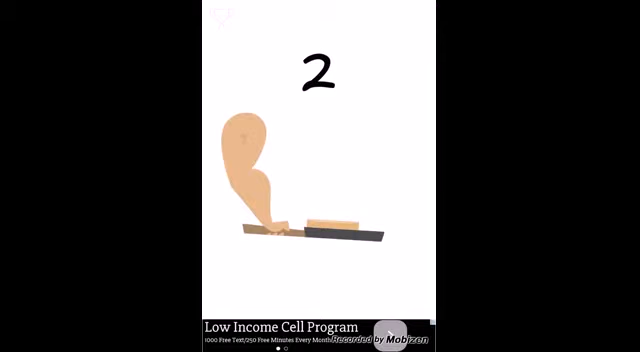 2
Low Income Cell Program
1000 Free Text/250 Free Minutes Every Month
Recorded by Mobizen